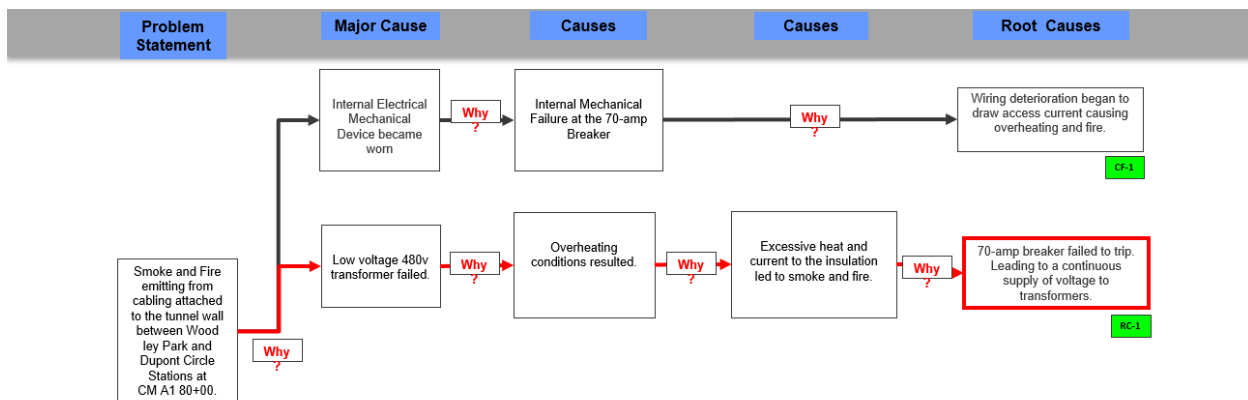 Problem
Statement
Major Cause
Causes
Causes
Root Causes
Internal Electrical
Mechanical
Device became
worn
Why
?
Internal Mechanical
Failure at the 70-amp
Breaker
Why
?
Wiring deterioration began to
draw access current causing
overheating and fire.
CF-1
Smoke and Fire
emitting from
cabling attached
to the tunnel wall
between Wood
ley Park and
Dupont Circle
Stations at
CM A1 80+00.
Why
?
Low voltage 480v
transformer failed.
Why
?
Overheating
conditions resulted.
Why
?
Excessive heat and
current to the insulation
led to smoke and fire.
Why
?
70-amp breaker failed to trip.
Leading to a continuous
supply of voltage to
transformers.
RC-1